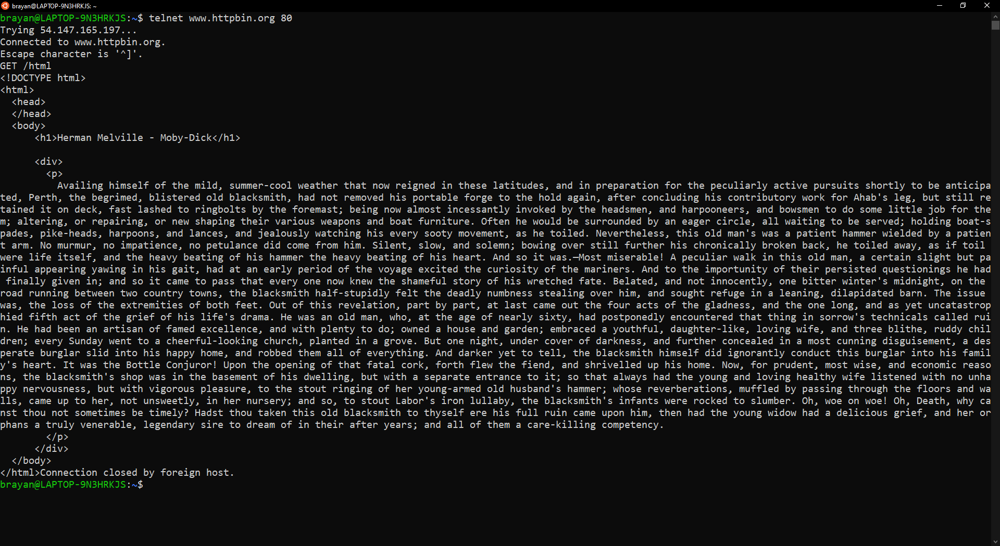 brayan@LAPTOP-9N3HRKJS: ~
brayan@LAPTOP-9N3HRKJS:~$ telnet www.httpbin.org 80
Trying 54.147.165.197...
Connected to www.httpbin.org.
Escape character is '^]'.
GET /html
<!DOCTYPE html>
<html>
  <head>
  </head>
  <body>
      <h1>Herman Melville - Moby-Dick</h1>

      <div>
        <p>
          Availing himself of the mild, summer-cool weather that now reigned in these latitudes, and in preparation for the peculiarly active pursuits shortly to be anticipa
ted, Perth, the begrimed, blistered old blacksmith, had not removed his portable forge to the hold again, after concluding his contributory work for Ahab's leg, but still re
tained it on deck, fast lashed to ringbolts by the foremast; being now almost incessantly invoked by the headsmen, and harpooneers, and bowsmen to do some little job for the
m; altering, or repairing, or new shaping their various weapons and boat furniture. Often he would be surrounded by an eager circle, all waiting to be served; holding boat-s
pades, pike-heads, harpoons, and lances, and jealously watching his every sooty movement, as he toiled. Nevertheless, this old man's was a patient hammer wielded by a patien
t arm. No murmur, no impatience, no petulance did come from him. Silent, slow, and solemn; bowing over still further his chronically broken back, he toiled away, as if toil
were life itself, and the heavy beating of his hammer the heavy beating of his heart. And so it was.—Most miserable! A peculiar walk in this old man, a certain slight but pa
inful appearing yawing in his gait, had at an early period of the voyage excited the curiosity of the mariners. And to the importunity of their persisted questionings he had
 finally given in; and so it came to pass that every one now knew the shameful story of his wretched fate. Belated, and not innocently, one bitter winter's midnight, on the
road running between two country towns, the blacksmith half-stupidly felt the deadly numbness stealing over him, and sought refuge in a leaning, dilapidated barn. The issue
was, the loss of the extremities of both feet. Out of this revelation, part by part, at last came out the four acts of the gladness, and the one long, and as yet uncatastrop
hied fifth act of the grief of his life's drama. He was an old man, who, at the age of nearly sixty, had postponedly encountered that thing in sorrow's technicals called rui
n. He had been an artisan of famed excellence, and with plenty to do; owned a house and garden; embraced a youthful, daughter-like, loving wife, and three blithe, ruddy chil
dren; every Sunday went to a cheerful-looking church, planted in a grove. But one night, under cover of darkness, and further concealed in a most cunning disguisement, a des
perate burglar slid into his happy home, and robbed them all of everything. And darker yet to tell, the blacksmith himself did ignorantly conduct this burglar into his famil
y's heart. It was the Bottle Conjuror! Upon the opening of that fatal cork, forth flew the fiend, and shrivelled up his home. Now, for prudent, most wise, and economic reaso
ns, the blacksmith's shop was in the basement of his dwelling, but with a separate entrance to it; so that always had the young and loving healthy wife listened with no unha
ppy nervousness, but with vigorous pleasure, to the stout ringing of her young-armed old husband's hammer; whose reverberations, muffled by passing through the floors and wa
lls, came up to her, not unsweetly, in her nursery; and so, to stout Labor's iron lullaby, the blacksmith's infants were rocked to slumber. Oh, woe on woe! Oh, Death, why ca
nst thou not sometimes be timely? Hadst thou taken this old blacksmith to thyself ere his full ruin came upon him, then had the young widow had a delicious grief, and her or
phans a truly venerable, legendary sire to dream of in their after years; and all of them a care-killing competency.
        </p>
      </div>
  </body>
</html>Connection closed by foreign host.
brayan@LAPTOP-9N3HRKJS:~$